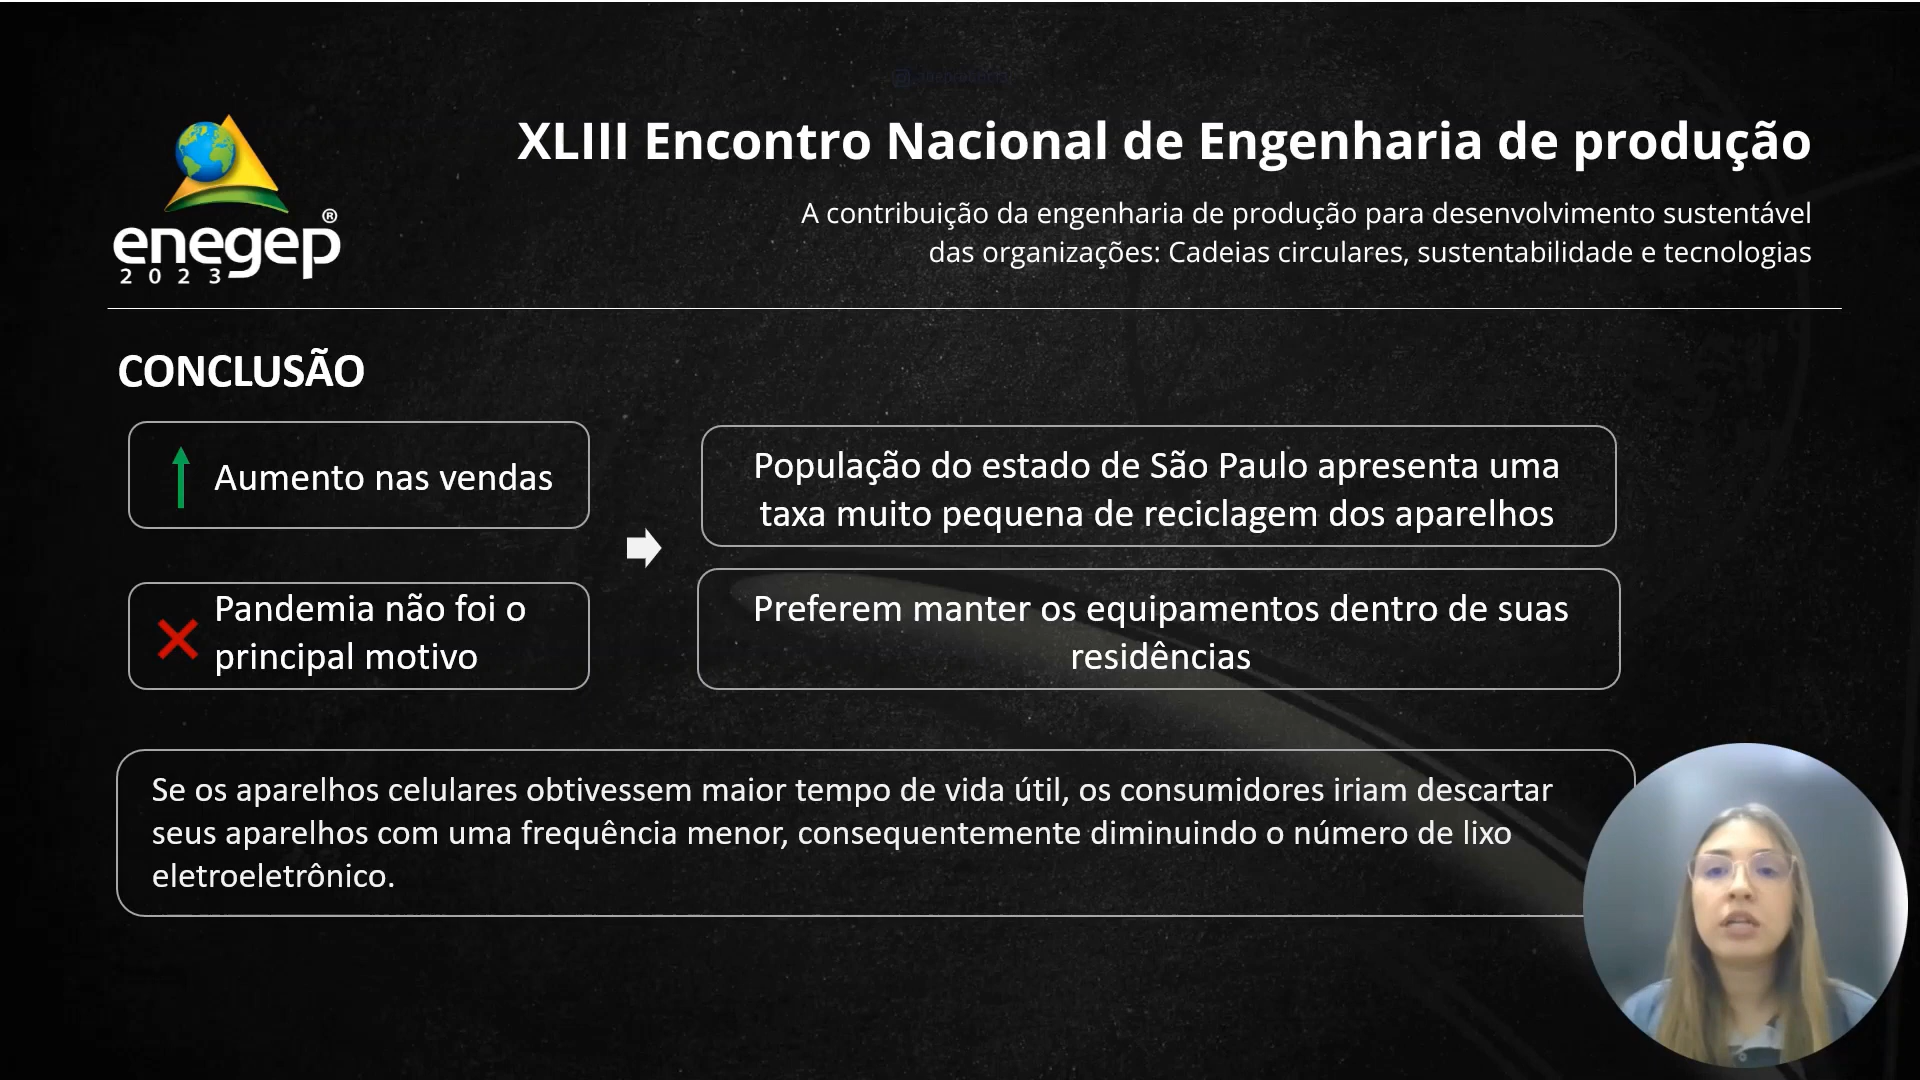 XLIII Encontro Nacional de Engenharia de produção
A contribuição da engenharia de produção para desenvolvimento sustentável
das organizações: Cadeias circulares, sustentabilidade e tecnologias
enegep®
2023
CONCLUSÃO
Aumento nas vendas
Pandemia não foi o
principal motivo
População do estado de São Paulo apresenta uma
taxa muito pequena de reciclagem dos aparelhos
Preferem manter os equipamentos dentro de suas
residências
Se os aparelhos celulares obtivessem maior tempo de vida útil, os consumidores iriam descartar
seus aparelhos com uma frequência menor, consequentemente diminuindo o número de lixo
eletroeletrônico.